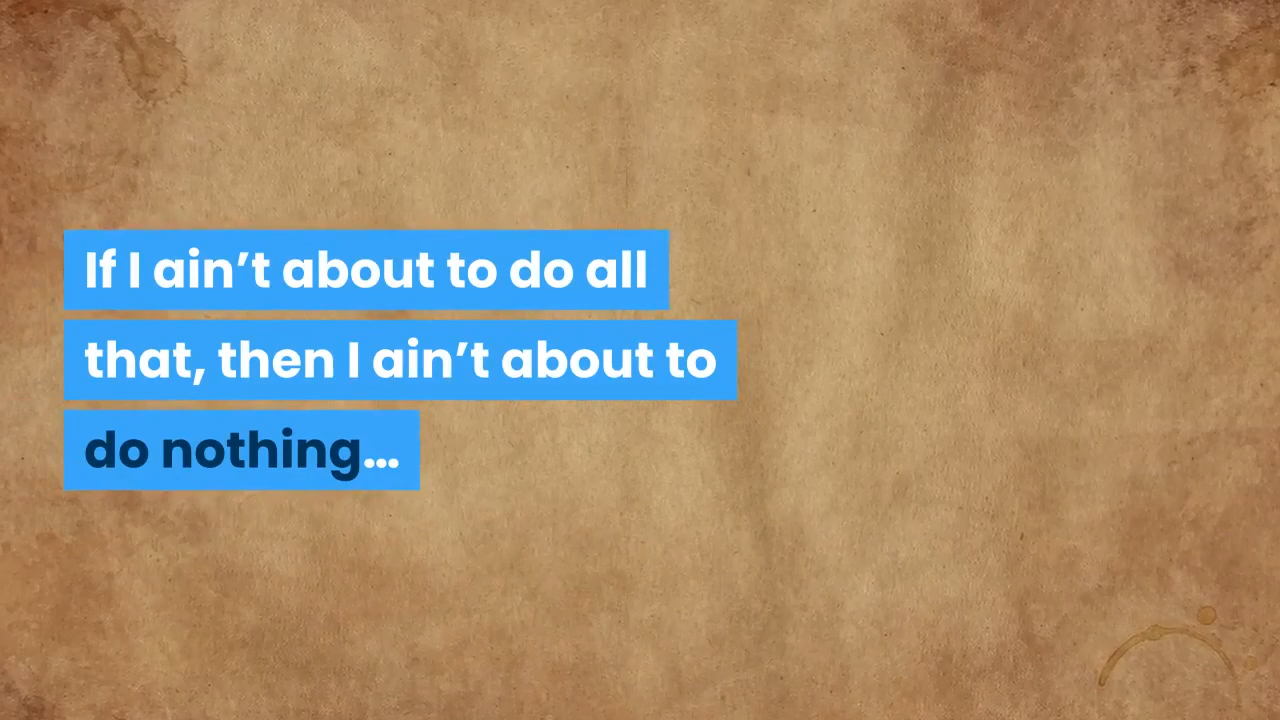 If I ain’t about to do all
that, then I ain’t about to
do nothing...